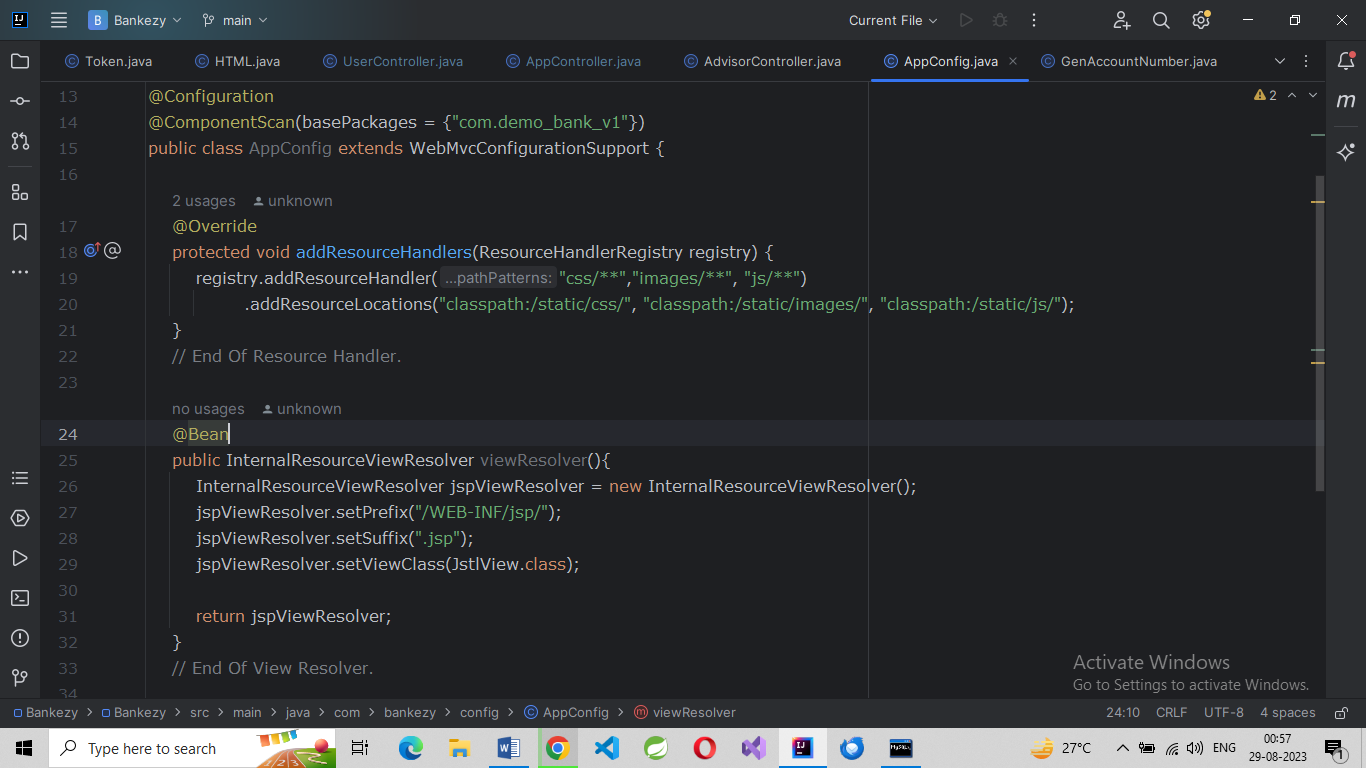 B Bankezy main Current File
Token.java HTML.java UserController.java AppController.java AdvisorController.java AppConfig.java GenAccountNumber.java
13 @Configuration 2
14 @ComponentScan(basePackages = {"com.demo_bank_v1"})
15 public class AppConfig extends WebMvcConfigurationSupport {
16
2 usages unknown
17 @Override
18 protected void addResourceHandlers(ResourceHandlerRegistry registry) {
19 registry.addResourceHandler( ...pathPatterns: "css/**","images/**", "js/**")
20 .addResourceLocations("classpath:/static/css/", "classpath:/static/images/", "classpath:/static/js/");
21 }
22 // End Of Resource Handler.
23
no usages unknown
24 @Bean
25 public InternalResourceViewResolver viewResolver(){
26 InternalResourceViewResolver jspViewResolver = new InternalResourceViewResolver();
27 jspViewResolver.setPrefix("/WEB-INF/jsp/");
28 jspViewResolver.setSuffix(".jsp");
29 jspViewResolver.setViewClass(JstlView.class);
30
31 return jspViewResolver;
32 }
33 // End Of View Resolver.
34
Activate Windows
Go to Settings to activate Windows.
Bankezy > Bankezy > src > main > java > com > bankezy > config > AppConfig > viewResolver 24:10 CRLF UTF-8 4 spaces
Type here to search 27°C ENG 00:57
29-08-2023 1